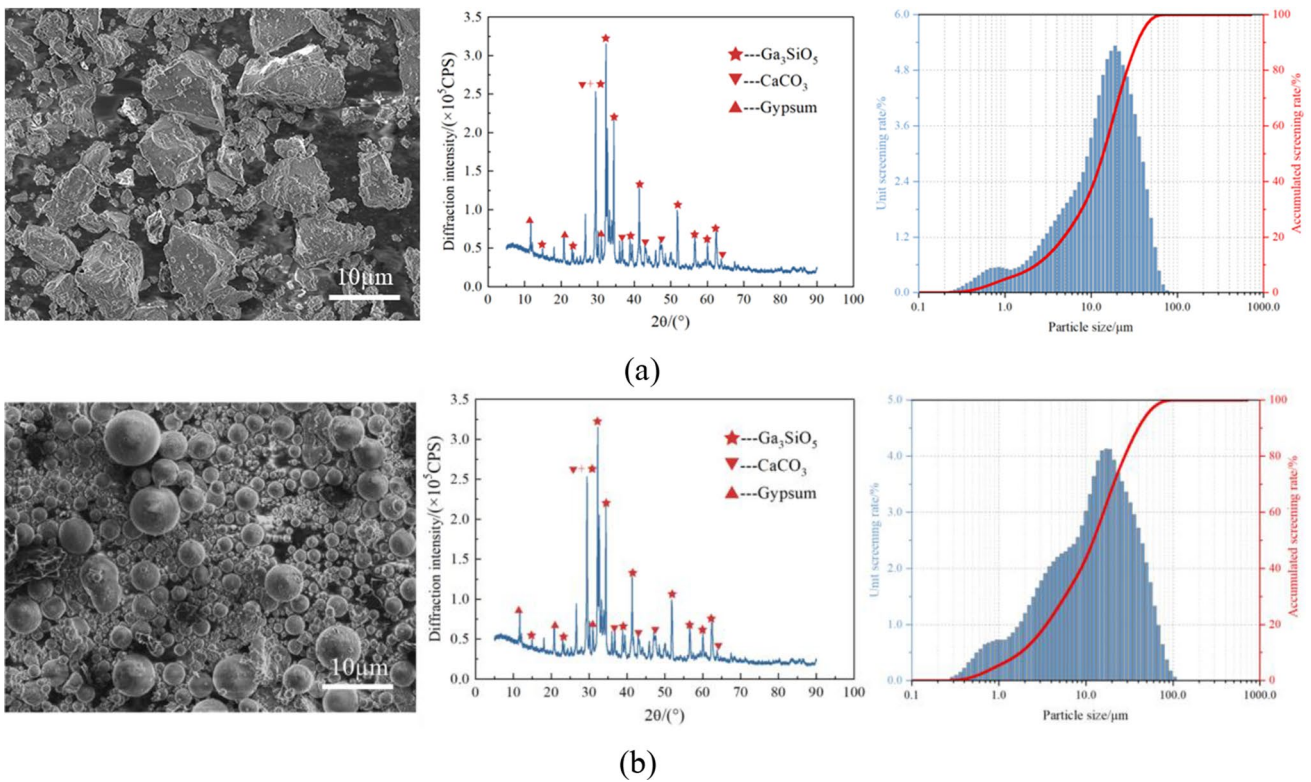 10μm
Diffraction intensity/(×10⁵CPS)
3.5
3.0
2.5
2.0
1.5
1.0
0.5
0.0
★---Ga₃SiO₅
▼---CaCO₃
▲---Gypsum
▼+★
0 10 20 30 40 50 60 70 80 90 100
2θ/(°)
Unit screening rate/%
6.0
4.8
3.6
2.4
1.2
0.0
100
80
60
40
20
0
Accumulated screening rate/%
0.1 1.0 10.0 100.0 1000.0
Particle size/μm
(a)
10μm
Diffraction intensity/(×10⁵CPS)
3.5
3.0
2.5
2.0
1.5
1.0
0.5
0.0
★---Ga₃SiO₅
▼---CaCO₃
▲---Gypsum
▼+★
0 10 20 30 40 50 60 70 80 90 100
2θ/(°)
Unit screening rate/%
5.0
4.0
3.0
2.0
1.0
0.0
100
80
60
40
20
0
Accumulated screening rate/%
0.1 1.0 10.0 100.0 1000.0
Particle size/μm
(b)